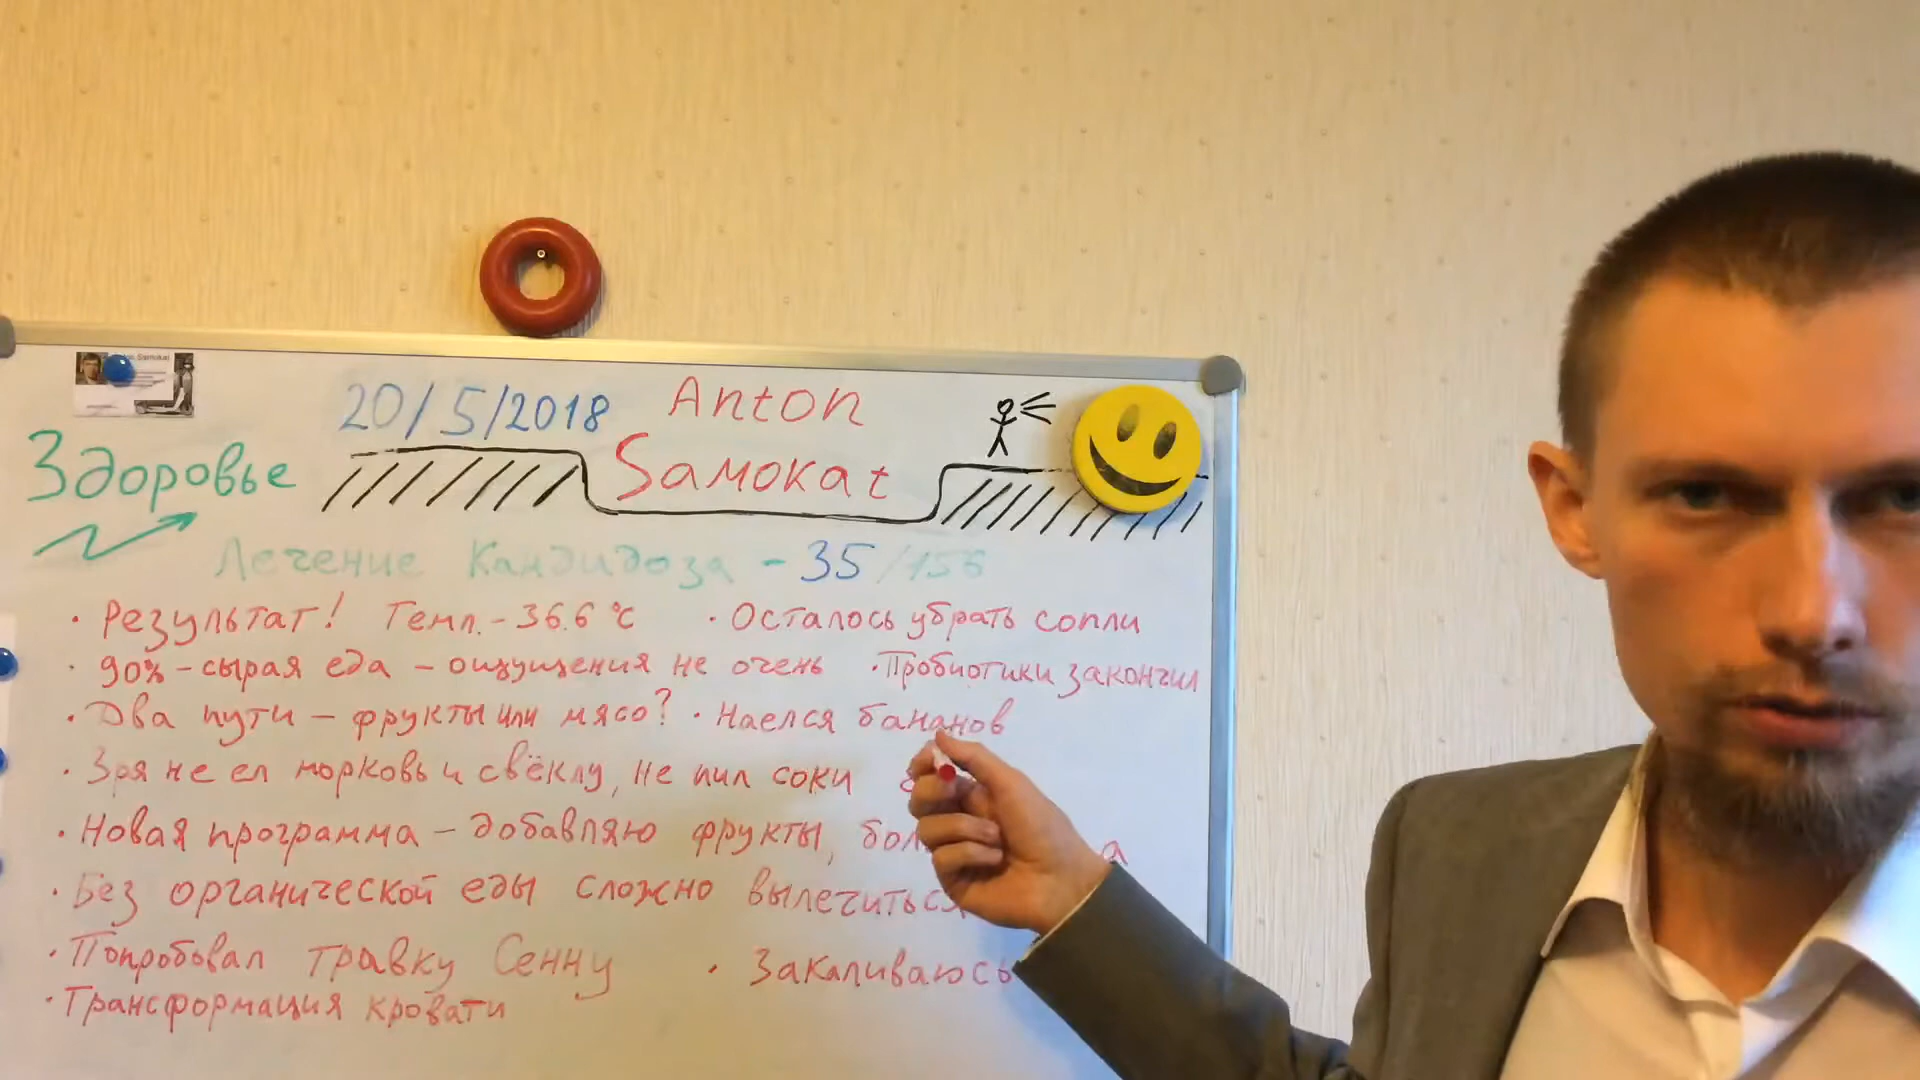 20/5/2018
Anton
Samokat
Здоровье
Лечение Кандидоза - 35/156
· Результат! Темп. - 36.6 °C · Осталось убрать сопли
· 90% - сырая еда - ощущения не очень · Пробиотики закончил
· Два пути - фрукты или мясо? · Наелся бананов
· Зря не ел морковь и свёклу, не пил соки
· Новая программа - добавляю фрукты,
· Без органической еды сложно вылечиться
· Попробовал травку Сенну · Закаливаюсь
· Трансформация кровати